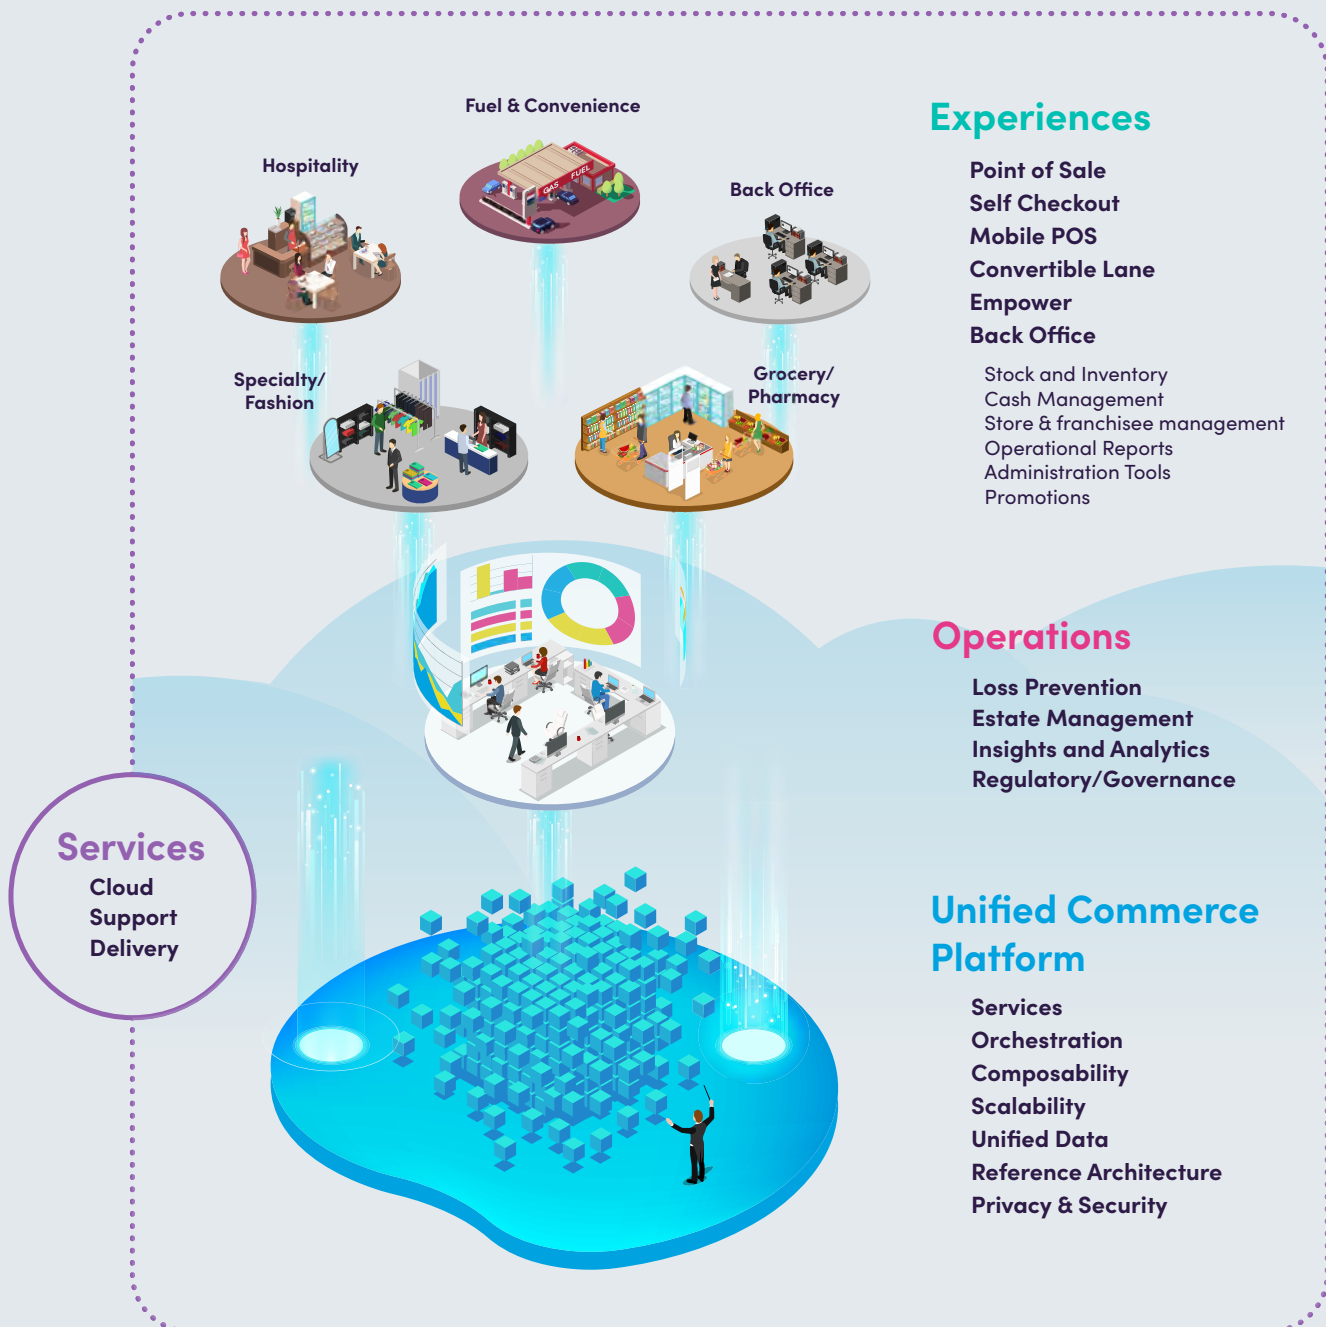 Fuel & Convenience
Hospitality
Back Office
GAS FUEL
Specialty/
Fashion
Grocery/
Pharmacy
Experiences
Point of Sale
Self Checkout
Mobile POS
Convertible Lane
Empower
Back Office
Stock and Inventory
Cash Management
Store & franchisee management
Operational Reports
Administration Tools
Promotions
Operations
Loss Prevention
Estate Management
Insights and Analytics
Regulatory/Governance
Services
Cloud
Support
Delivery
Unified Commerce
Platform
Services
Orchestration
Composability
Scalability
Unified Data
Reference Architecture
Privacy & Security